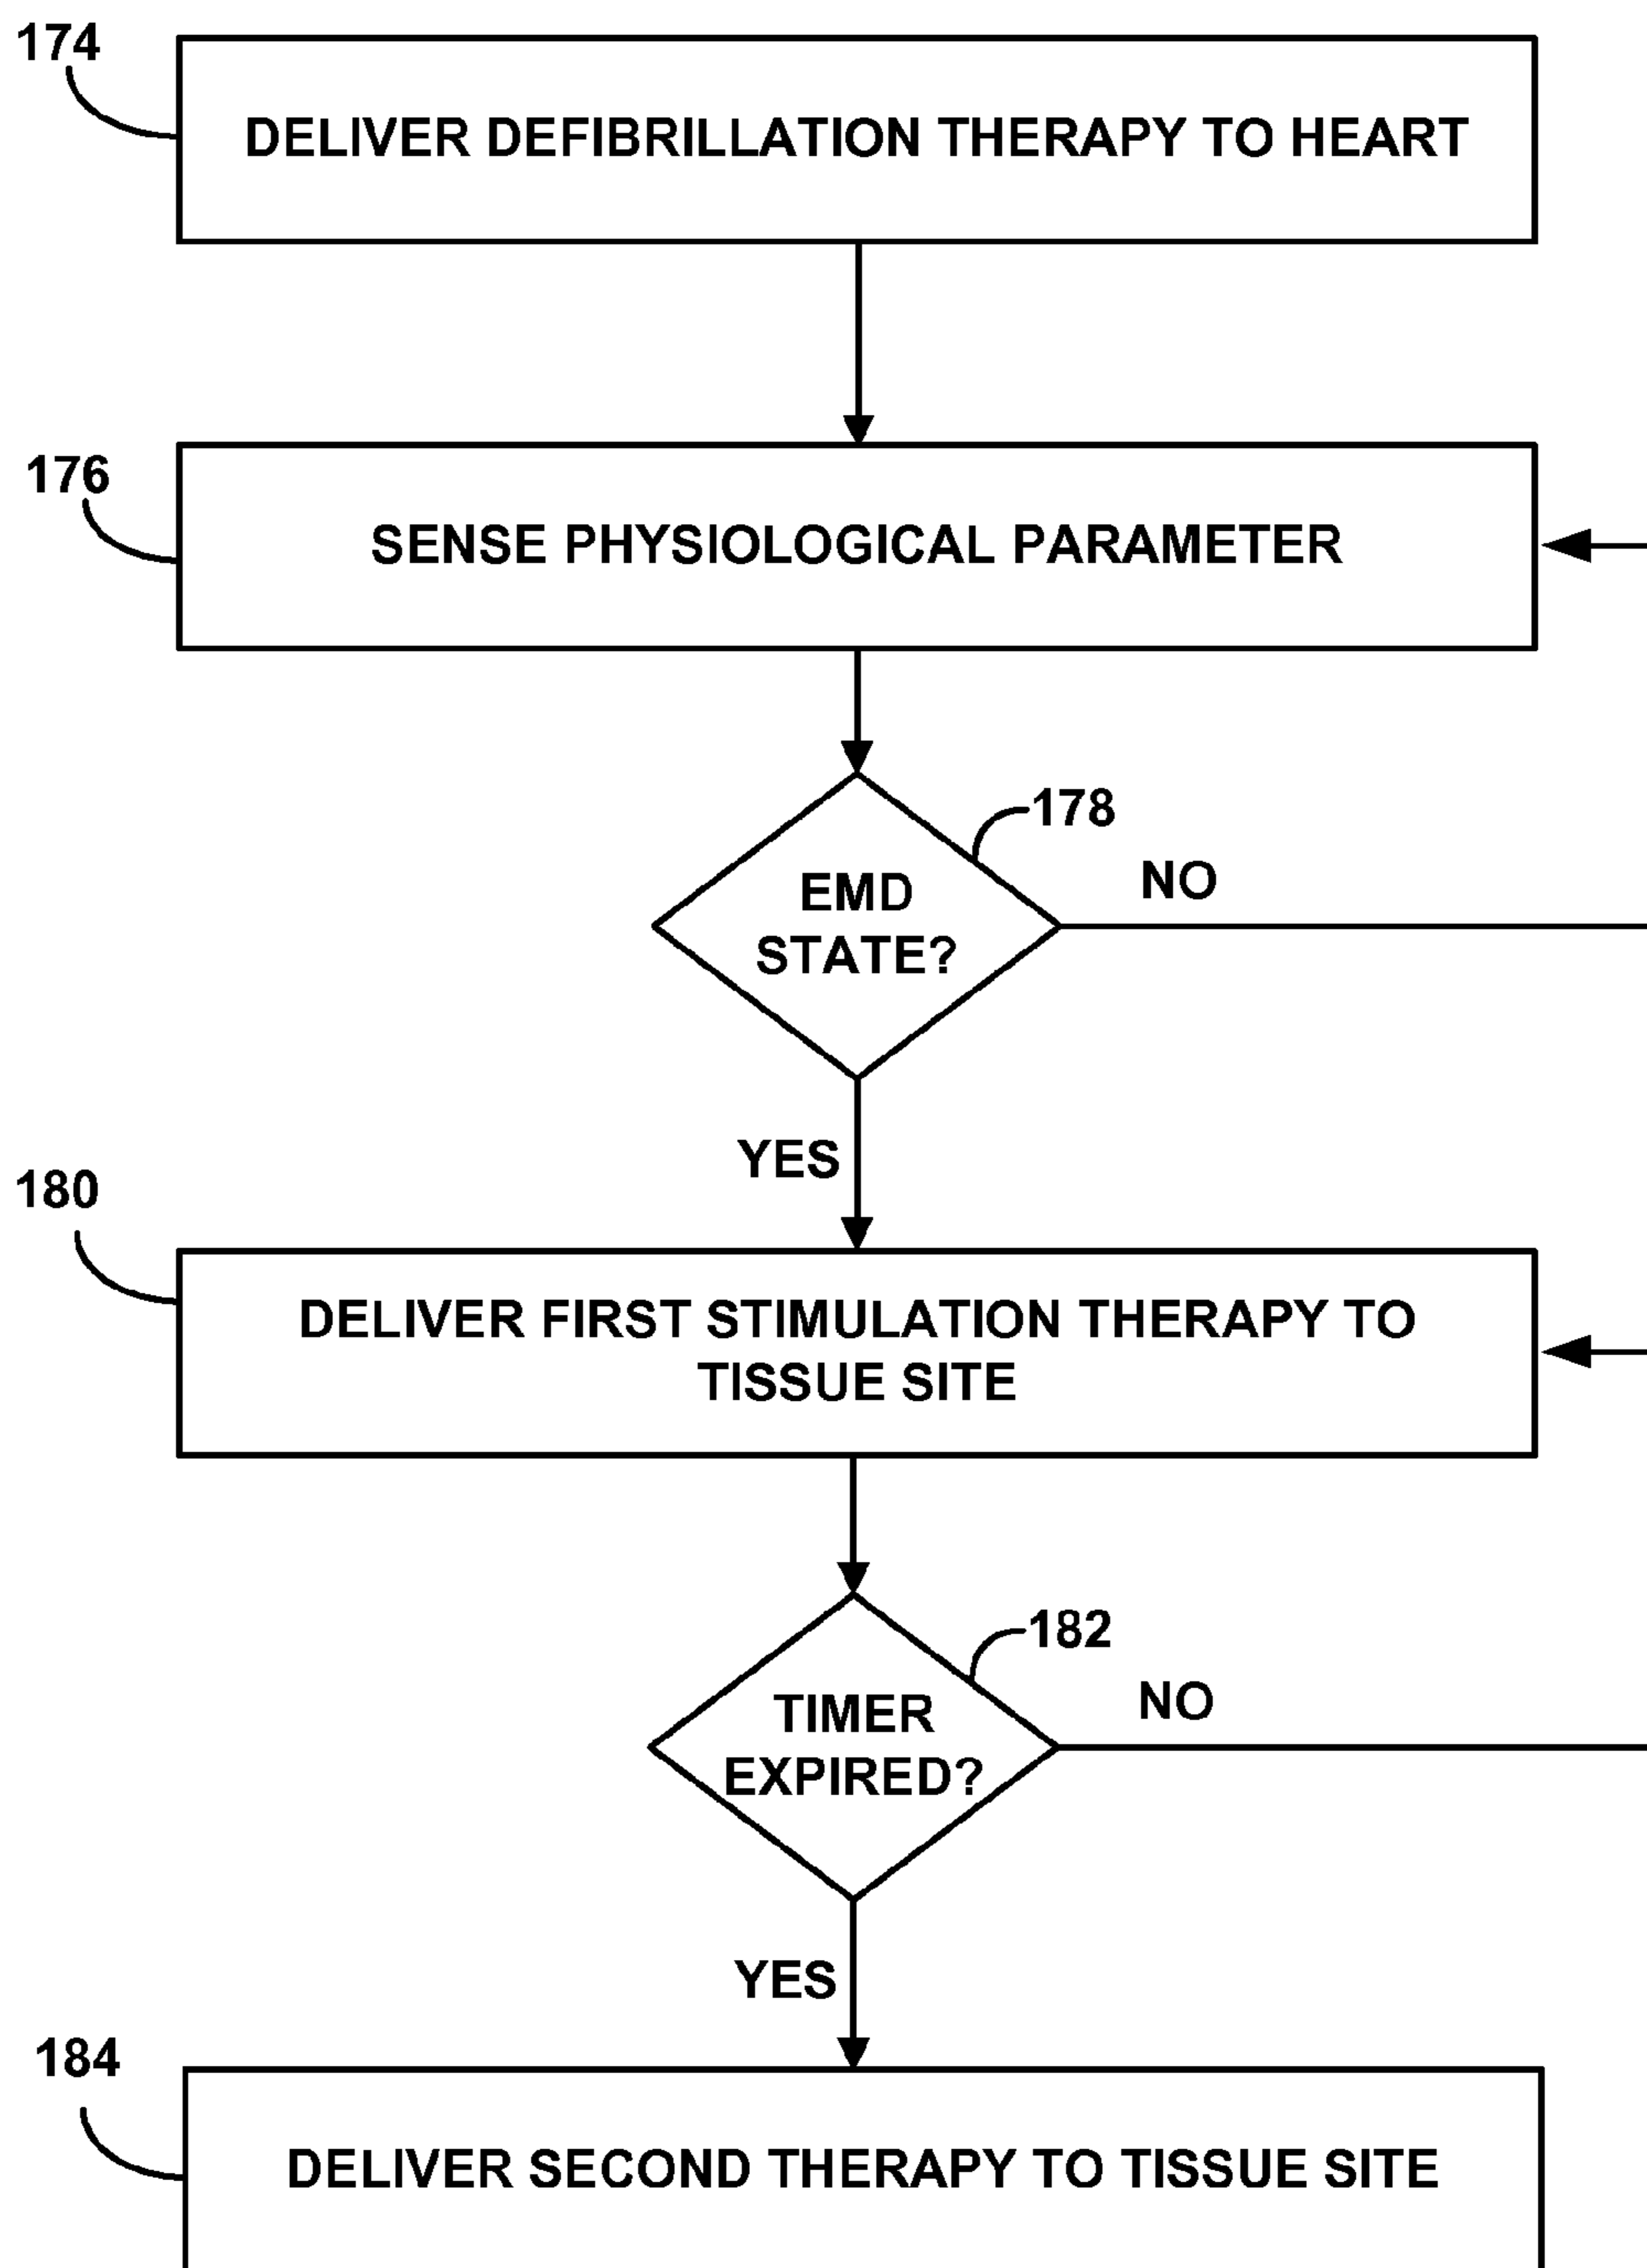 174
DELIVER DEFIBRILLATION THERAPY TO HEART
176
SENSE PHYSIOLOGICAL PARAMETER
178
EMD
STATE?
NO
YES
180
DELIVER FIRST STIMULATION THERAPY TO
TISSUE SITE
182
TIMER
EXPIRED?
NO
YES
184
DELIVER SECOND THERAPY TO TISSUE SITE